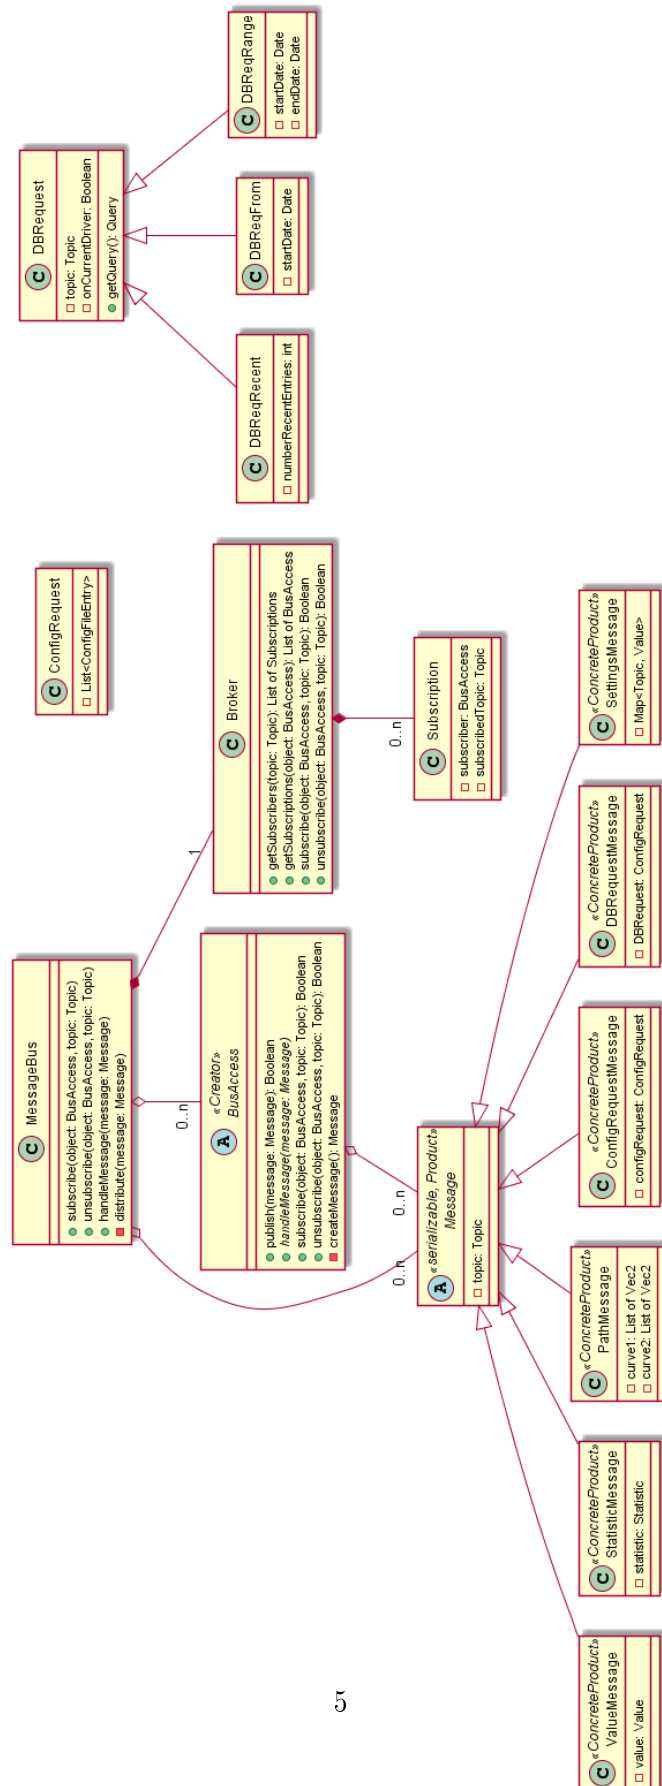 C MessageBus
subscribe(object: BusAccess, topic: Topic)
unsubscribe(object: BusAccess, topic: Topic)
handleMessage(message: Message)
distribute(message: Message)
C ConfigRequest
List<ConfigFileEntry>
C DBRequest
topic: Topic
onCurrentDriver: Boolean
getQuery(): Query
1
0..n
A «Creator»
BusAccess
publish(message: Message): Boolean
handleMessage(message: Message)
subscribe(object: BusAccess, topic: Topic): Boolean
unsubscribe(object: BusAccess, topic: Topic): Boolean
createMessage(): Message
C Broker
getSubscribers(topic: Topic): List of Subscriptions
getSubscriptions(object: BusAccess): List of BusAccess
subscribe(object: BusAccess, topic: Topic): Boolean
unsubscribe(object: BusAccess, topic: Topic): Boolean
C DBReqRecent
numberRecentEntries: int
C DBReqFrom
startDate: Date
C DBReqRange
startDate: Date
endDate: Date
0..n
0..n
0..n
A «serializable, Product»
Message
topic: Topic
C Subscription
subscriber: BusAccess
subscribedTopic: Topic
C «ConcreteProduct»
ValueMessage
value: Value
C «ConcreteProduct»
StatisticMessage
statistic: Statistic
C «ConcreteProduct»
PathMessage
curve1: List of Vec2
curve2: List of Vec2
C «ConcreteProduct»
ConfigRequestMessage
configRequest: ConfigRequest
C «ConcreteProduct»
DBRequestMessage
DBRequest: ConfigRequest
C «ConcreteProduct»
SettingsMessage
Map<Topic, Value>
5